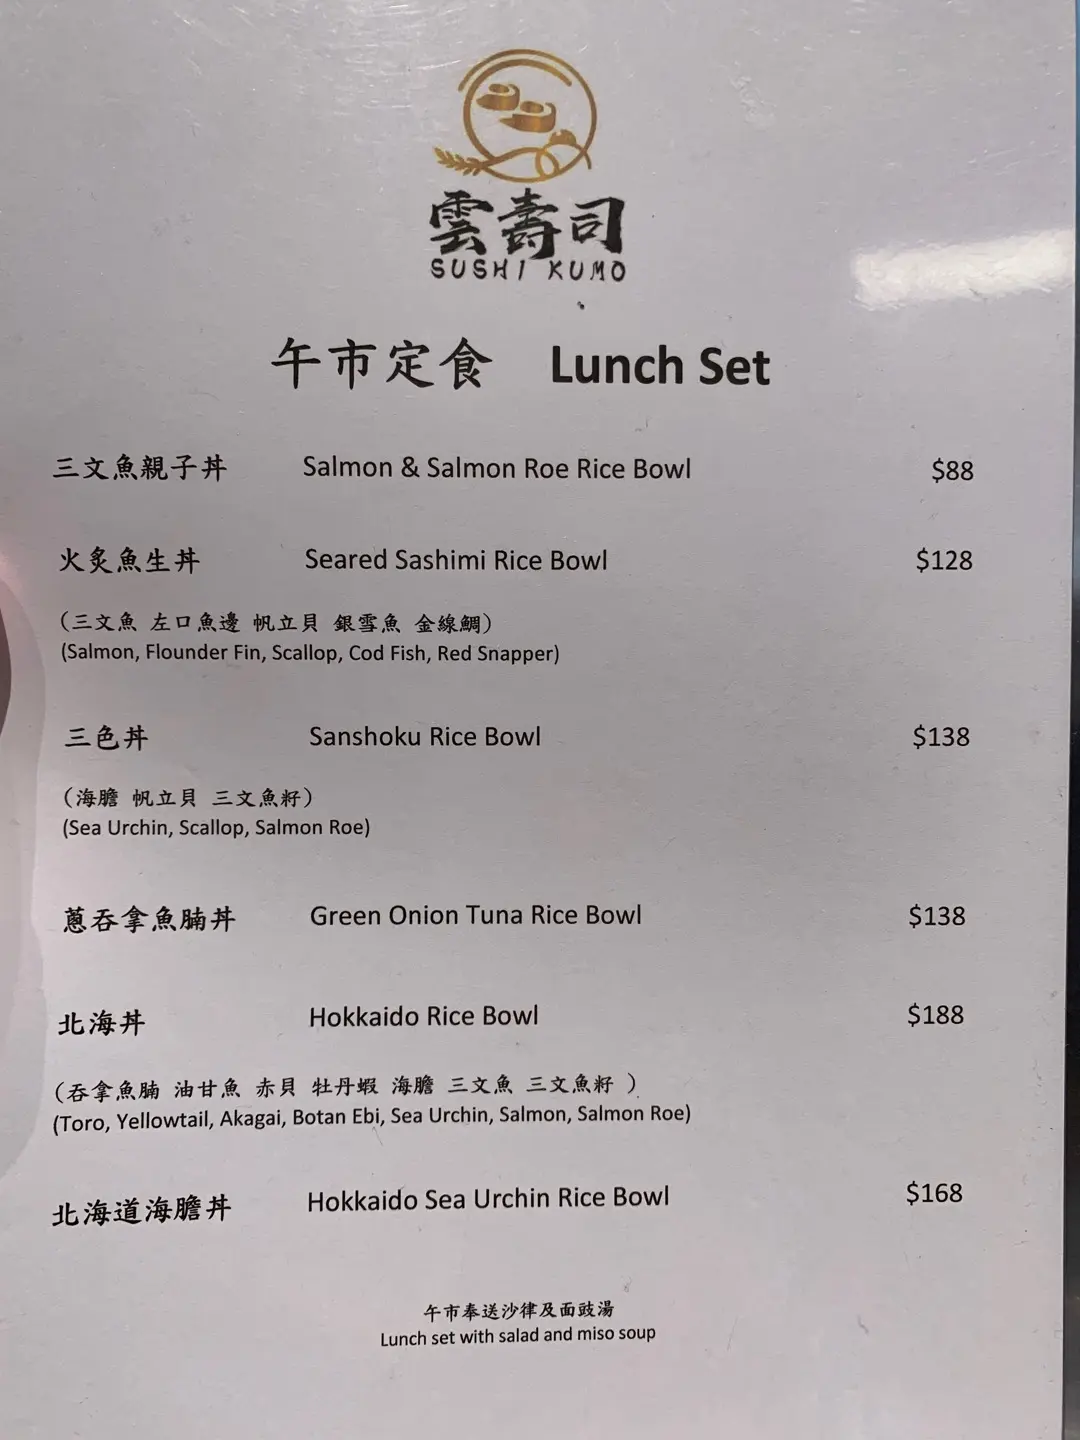 雲壽司
SUSHI KUMO
午市定食 Lunch Set
三文魚親子丼 Salmon & Salmon Roe Rice Bowl $88
火炙魚生丼 Seared Sashimi Rice Bowl $128
(三文魚 左口魚邊 帆立貝 銀雪魚 金線鯛)
(Salmon, Flounder Fin, Scallop, Cod Fish, Red Snapper)
三色丼 Sanshoku Rice Bowl $138
(海膽 帆立貝 三文魚籽)
(Sea Urchin, Scallop, Salmon Roe)
蔥吞拿魚腩丼 Green Onion Tuna Rice Bowl $138
北海丼 Hokkaido Rice Bowl $188
(吞拿魚腩 油甘魚 赤貝 牡丹蝦 海膽 三文魚 三文魚籽 )
(Toro, Yellowtail, Akagai, Botan Ebi, Sea Urchin, Salmon, Salmon Roe)
北海道海膽丼 Hokkaido Sea Urchin Rice Bowl $168
午市奉送沙律及面豉湯
Lunch set with salad and miso soup